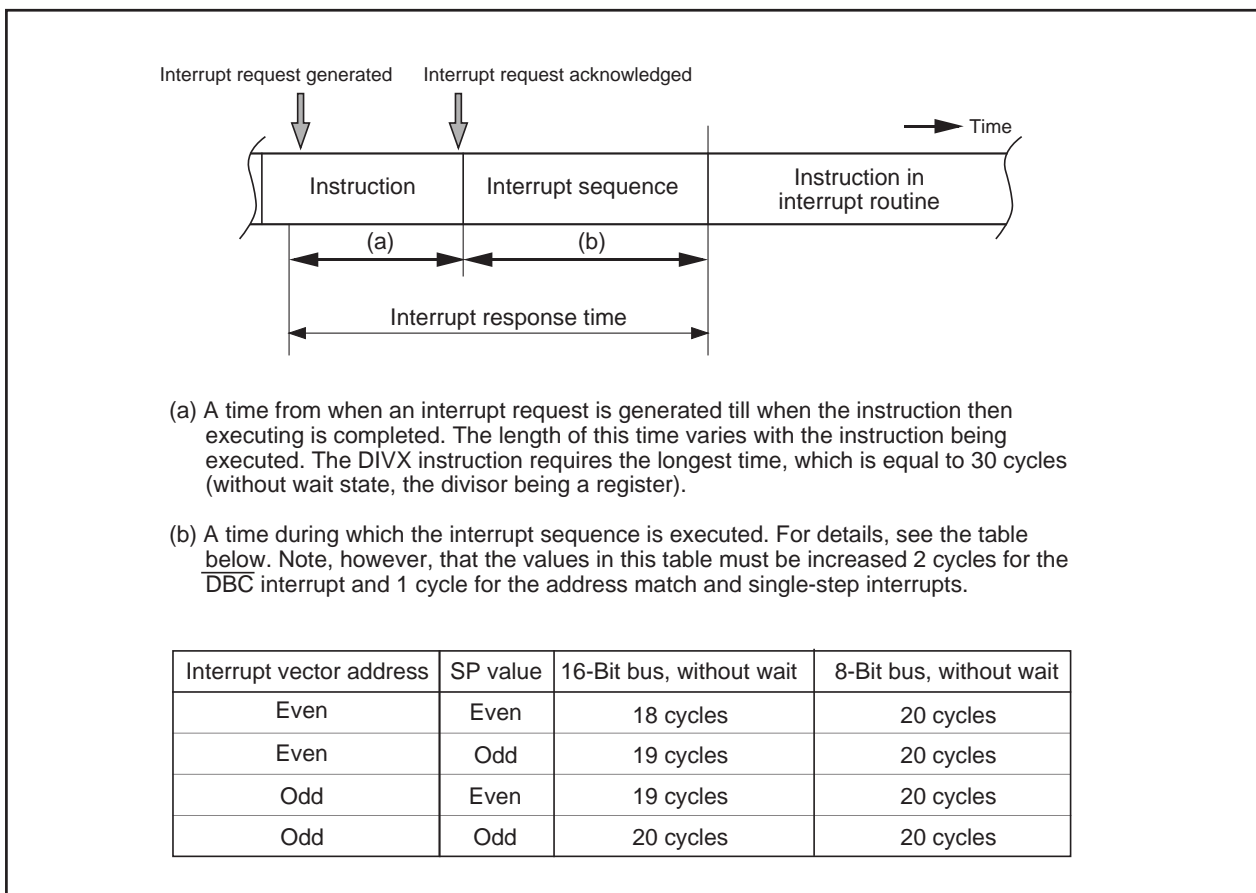 Interrupt request generated
Interrupt request acknowledged
Time
Instruction
Interrupt sequence
Instruction in
interrupt routine
(a)
(b)
Interrupt response time
(a) A time from when an interrupt request is generated till when the instruction then
executing is completed. The length of this time varies with the instruction being
executed. The DIVX instruction requires the longest time, which is equal to 30 cycles
(without wait state, the divisor being a register).
(b) A time during which the interrupt sequence is executed. For details, see the table
below. Note, however, that the values in this table must be increased 2 cycles for the
DBC interrupt and 1 cycle for the address match and single-step interrupts.
Interrupt vector address SP value 16-Bit bus, without wait 8-Bit bus, without wait
Even Even 18 cycles 20 cycles
Even Odd 19 cycles 20 cycles
Odd Even 19 cycles 20 cycles
Odd Odd 20 cycles 20 cycles